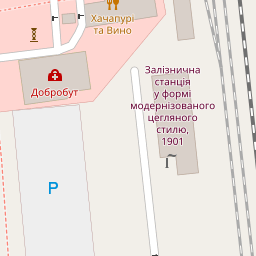 Хачапурі
та Вино
Добробут
Залізнична
станція
у формі
модернізованого
цегляного
стилю,
1901
P